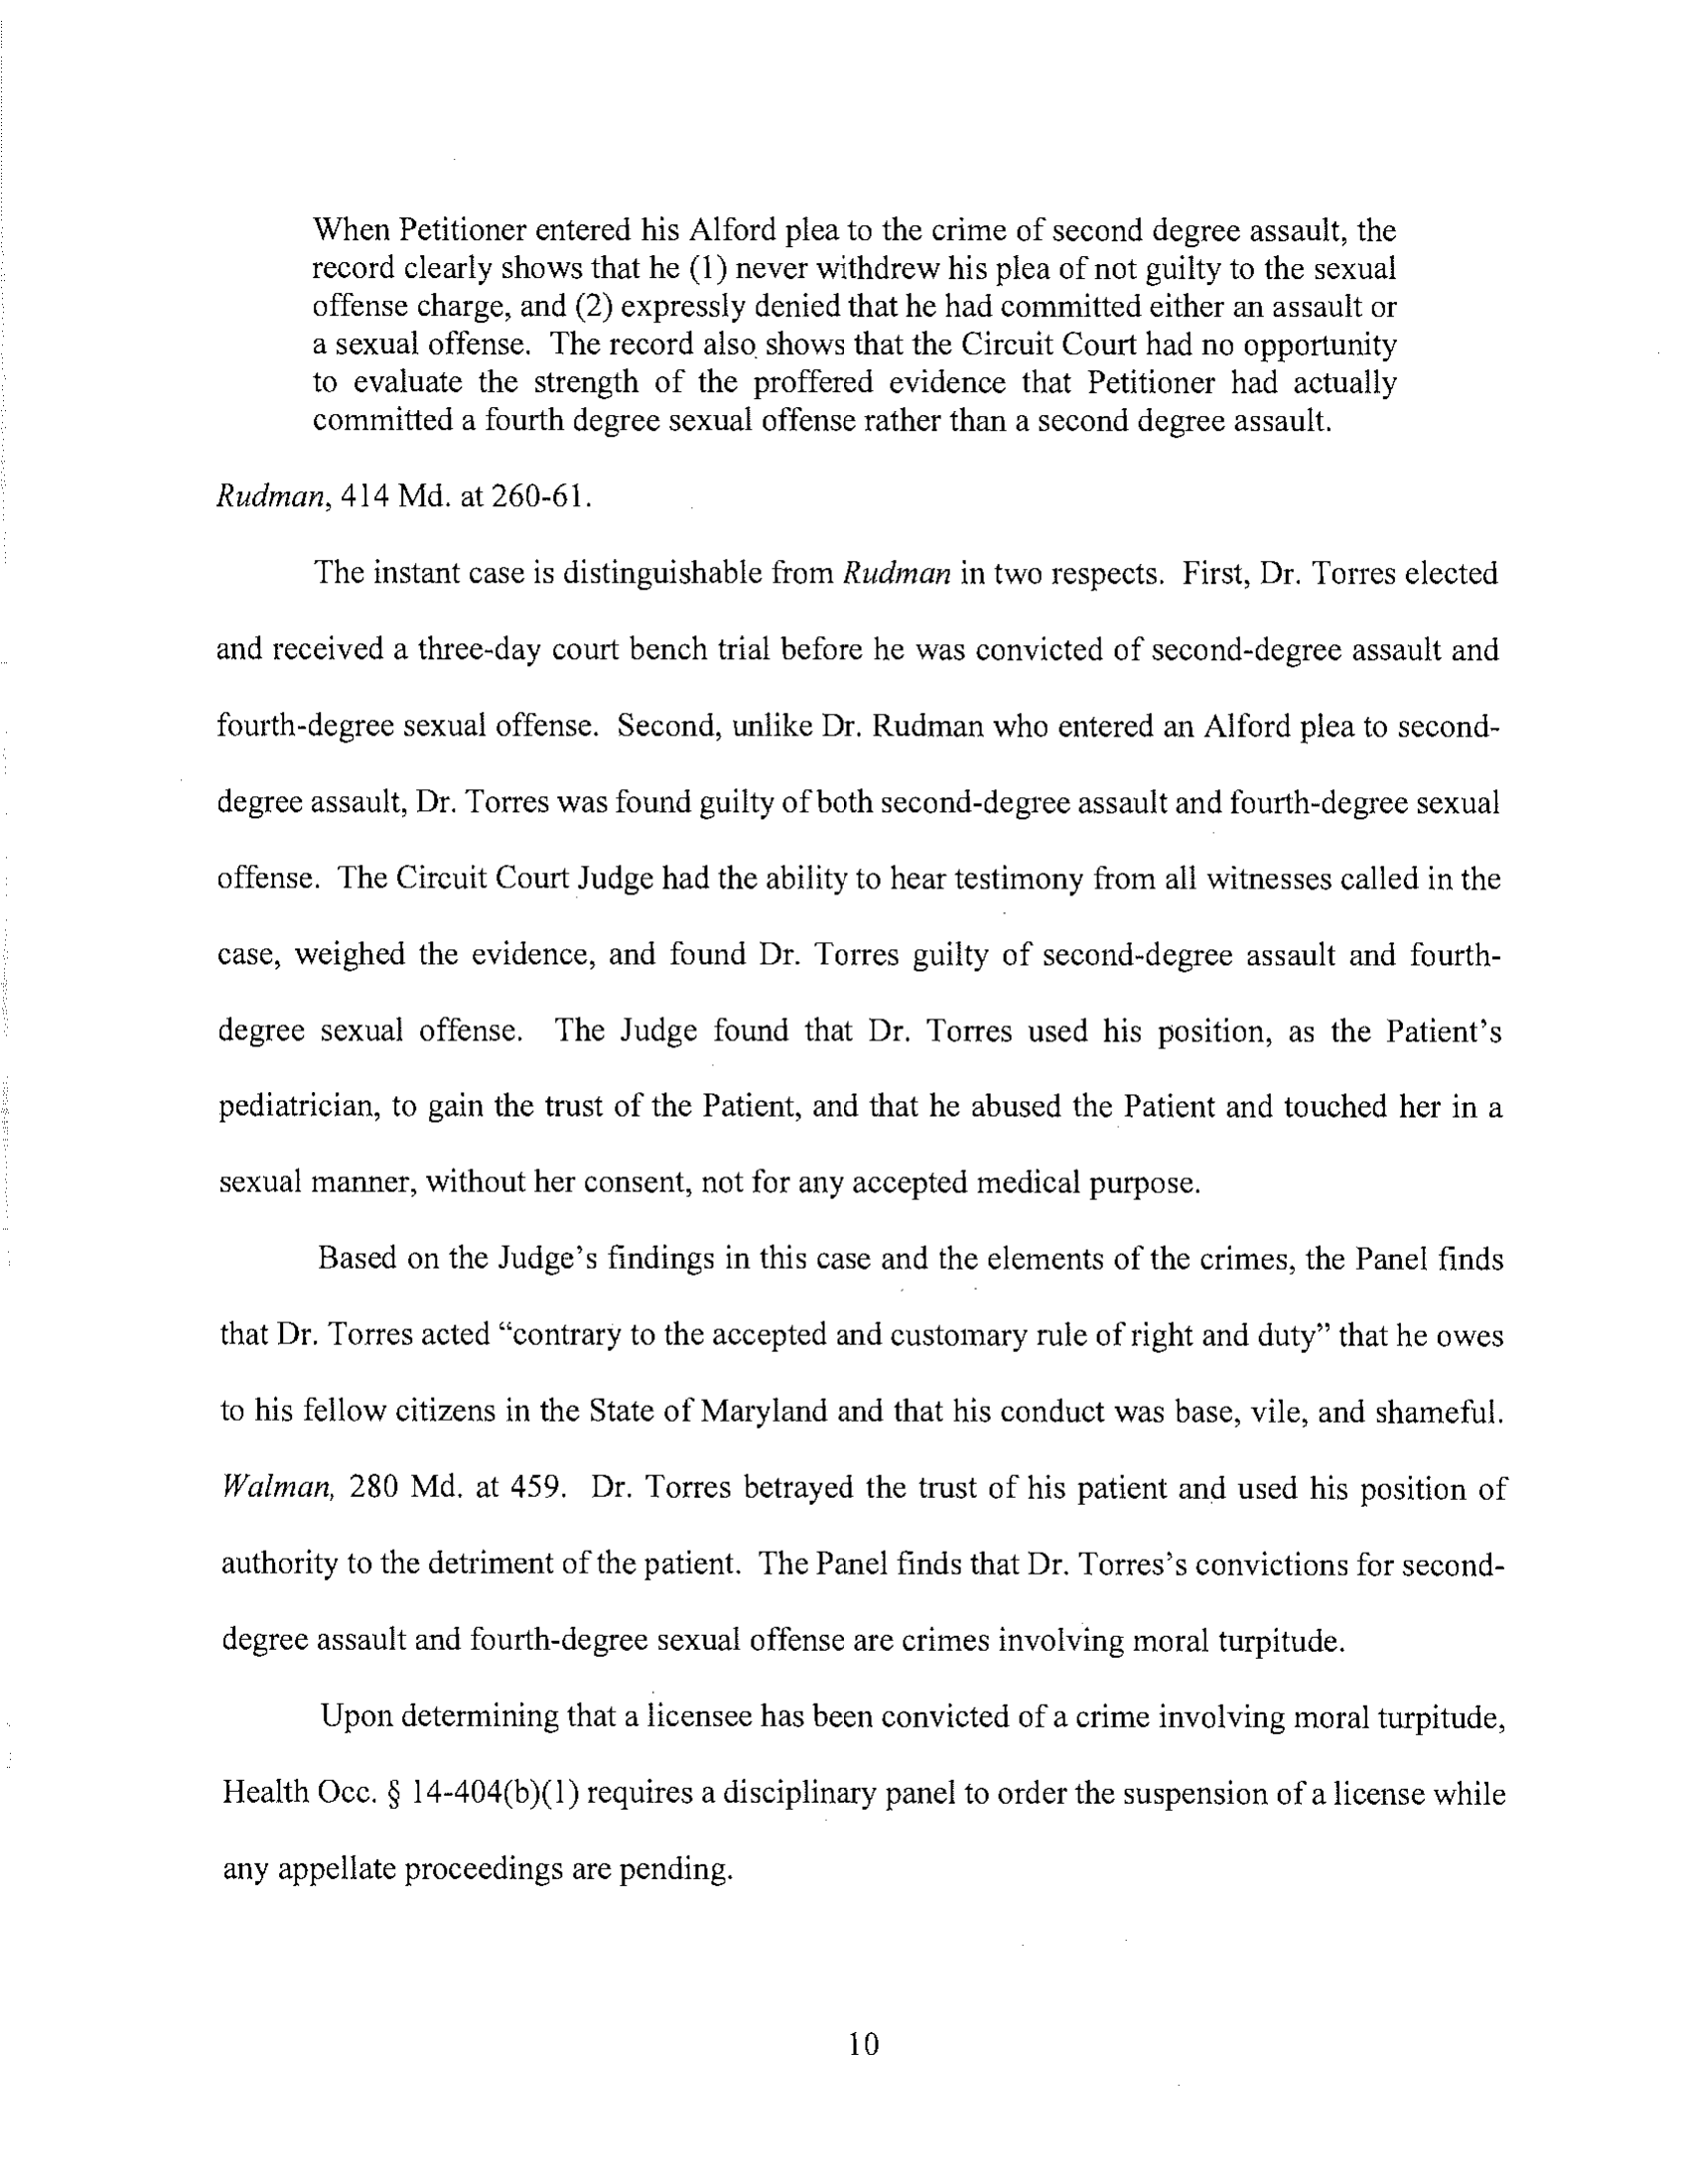 When Petitioner entered his Alford plea to the crime of second degree assault, the
record clearly shows that he (1) never withdrew his plea of not guilty to the sexual
offense charge, and (2) expressly denied that he had committed either an assault or
a sexual offense. The record also shows that the Circuit Court had no opportunity
to evaluate the strength of the proffered evidence that Petitioner had actually
committed a fourth degree sexual offense rather than a second degree assault.
Rudman, 414 Md. at 260-61.
The instant case is distinguishable from Rudman in two respects. First, Dr. Torres elected
and received a three-day court bench trial before he was convicted of second-degree assault and
fourth-degree sexual offense. Second, unlike Dr. Rudman who entered an Alford plea to second-
degree assault, Dr. Torres was found guilty of both second-degree assault and fourth-degree sexual
offense. The Circuit Court Judge had the ability to hear testimony from all witnesses called in the
case, weighed the evidence, and found Dr. Torres guilty of second-degree assault and fourth-
degree sexual offense. The Judge found that Dr. Torres used his position, as the Patient's
pediatrician, to gain the trust of the Patient, and that he abused the Patient and touched her in a
sexual manner, without her consent, not for any accepted medical purpose.
Based on the Judge's findings in this case and the elements of the crimes, the Panel finds
that Dr. Torres acted "contrary to the accepted and customary rule of right and duty" that he owes
to his fellow citizens in the State of Maryland and that his conduct was base, vile, and shameful.
Walman, 280 Md. at 459. Dr. Torres betrayed the trust of his patient and used his position of
authority to the detriment of the patient. The Panel finds that Dr. Torres's convictions for second-
degree assault and fourth-degree sexual offense are crimes involving moral turpitude.
Upon determining that a licensee has been convicted of a crime involving moral turpitude,
Health Occ. § 14-404(b)(1) requires a disciplinary panel to order the suspension of a license while
any appellate proceedings are pending.
10